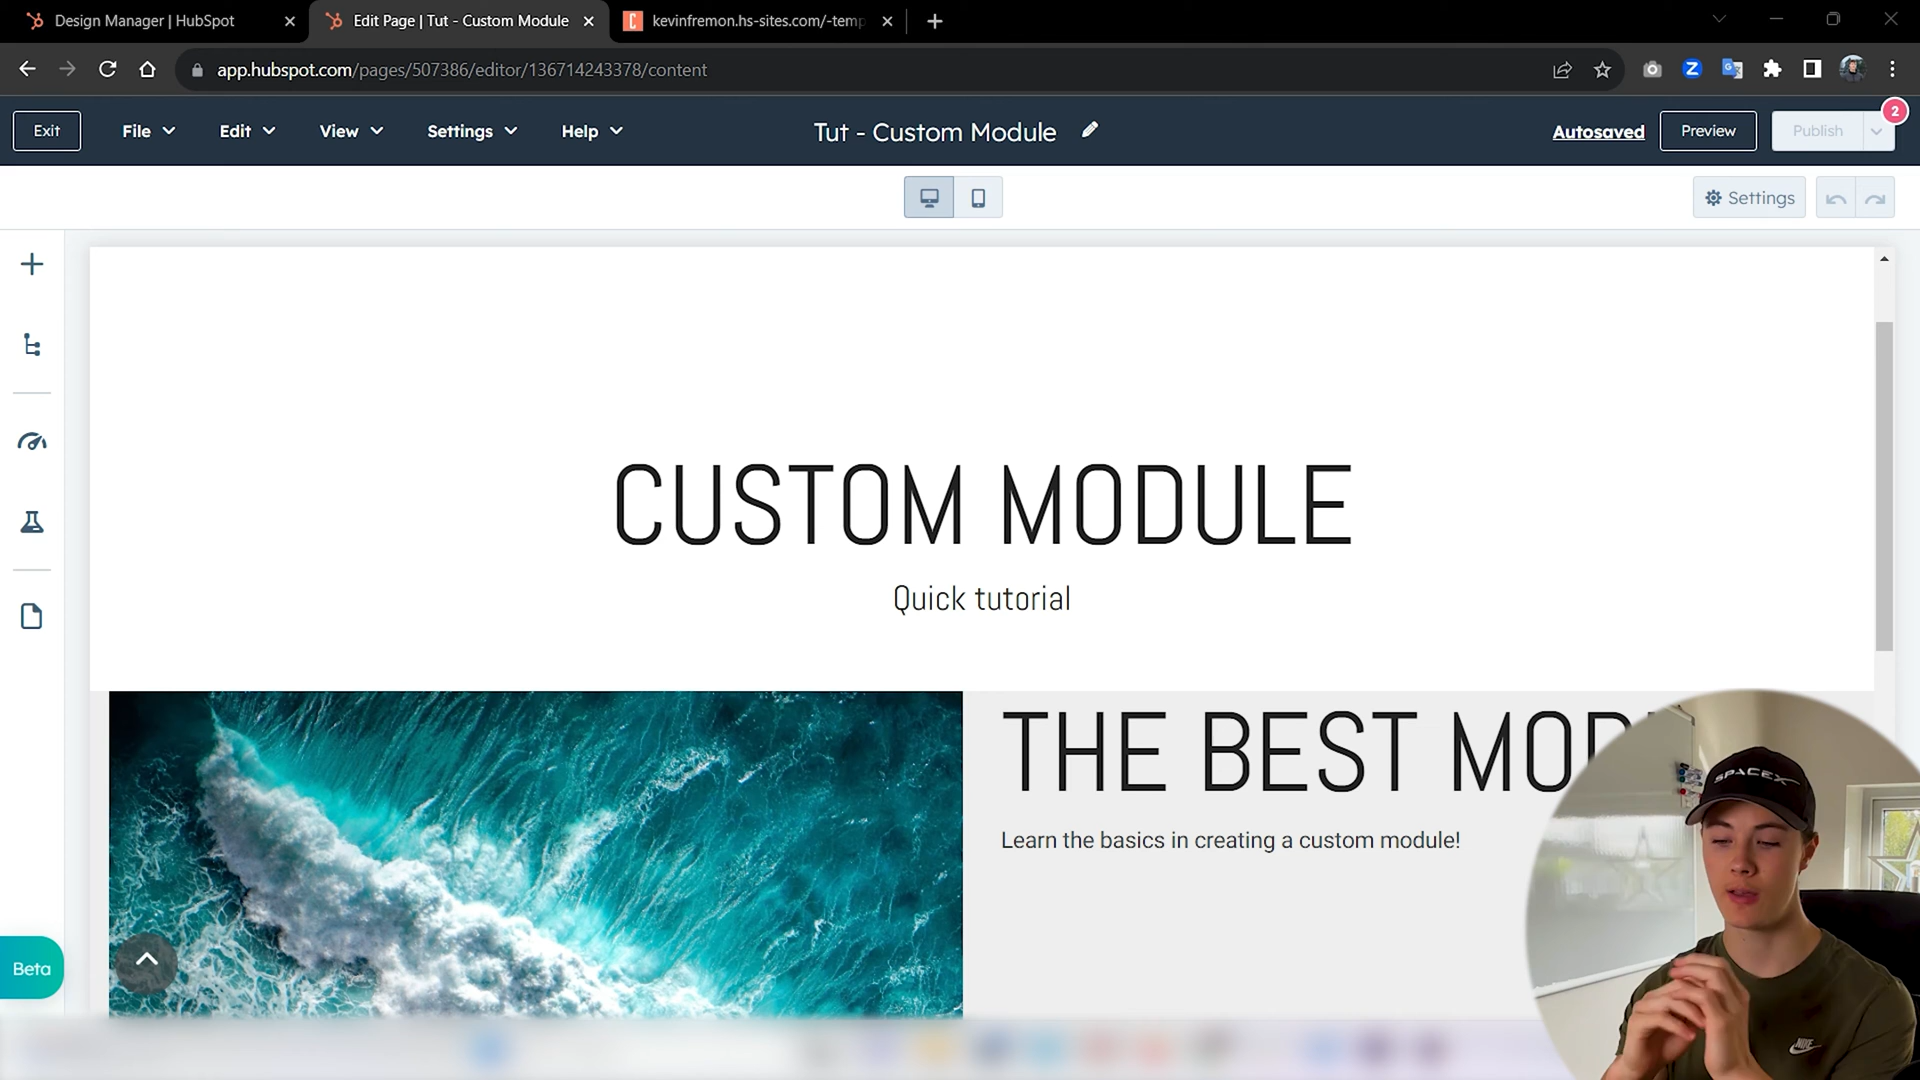 Design Manager | HubSpot
Edit Page | Tut - Custom Module
kevinfremon.hs-sites.com/-temp
app.hubspot.com/pages/507386/editor/136714243378/content
Exit
File
Edit
View
Settings
Help
Tut - Custom Module
Autosaved
Preview
Publish
2
Settings
CUSTOM MODULE
Quick tutorial
THE BEST MOD
Learn the basics in creating a custom module!
SPACEX
NIKE
Beta